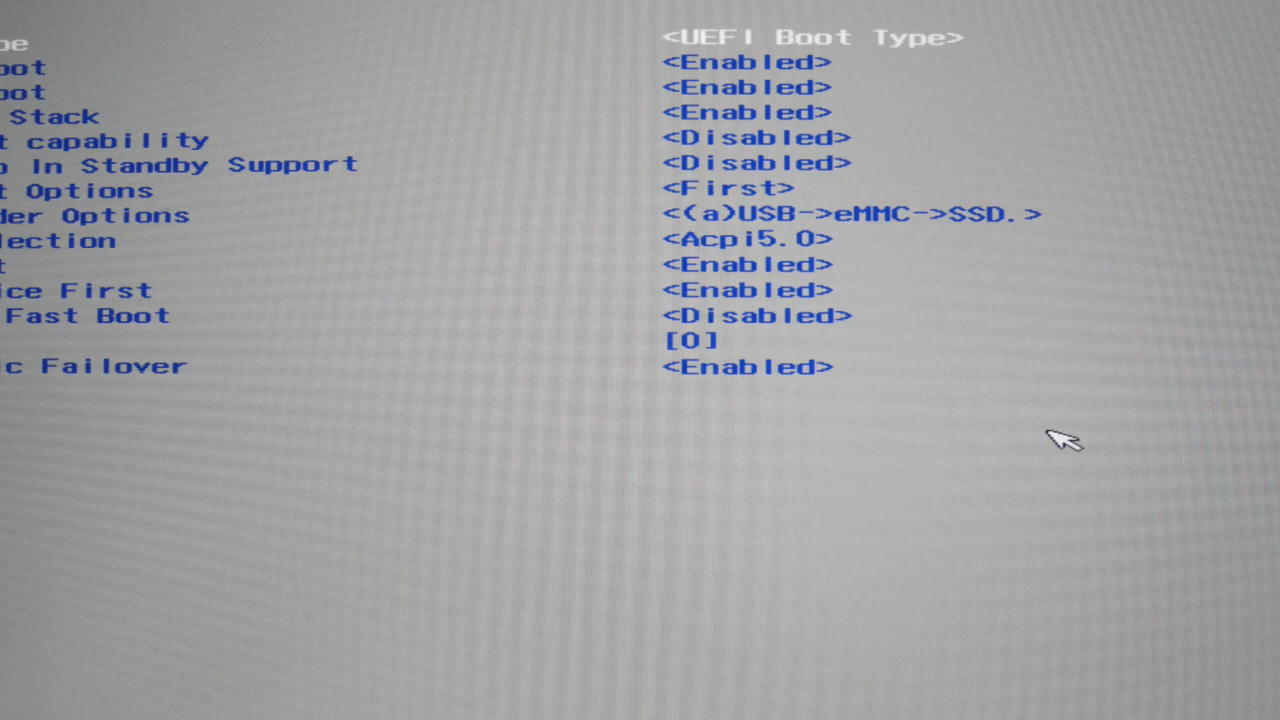 pe <UEFI Boot Type>
oot <Enabled>
oot <Enabled>
Stack <Enabled>
t capability <Disabled>
p In Standby Support <Disabled>
t Options <First>
der Options <(a)USB->eMMC->SSD.>
lection <Acpi5.0>
t <Enabled>
ice First <Enabled>
Fast Boot <Disabled>
[0]
c Failover <Enabled>